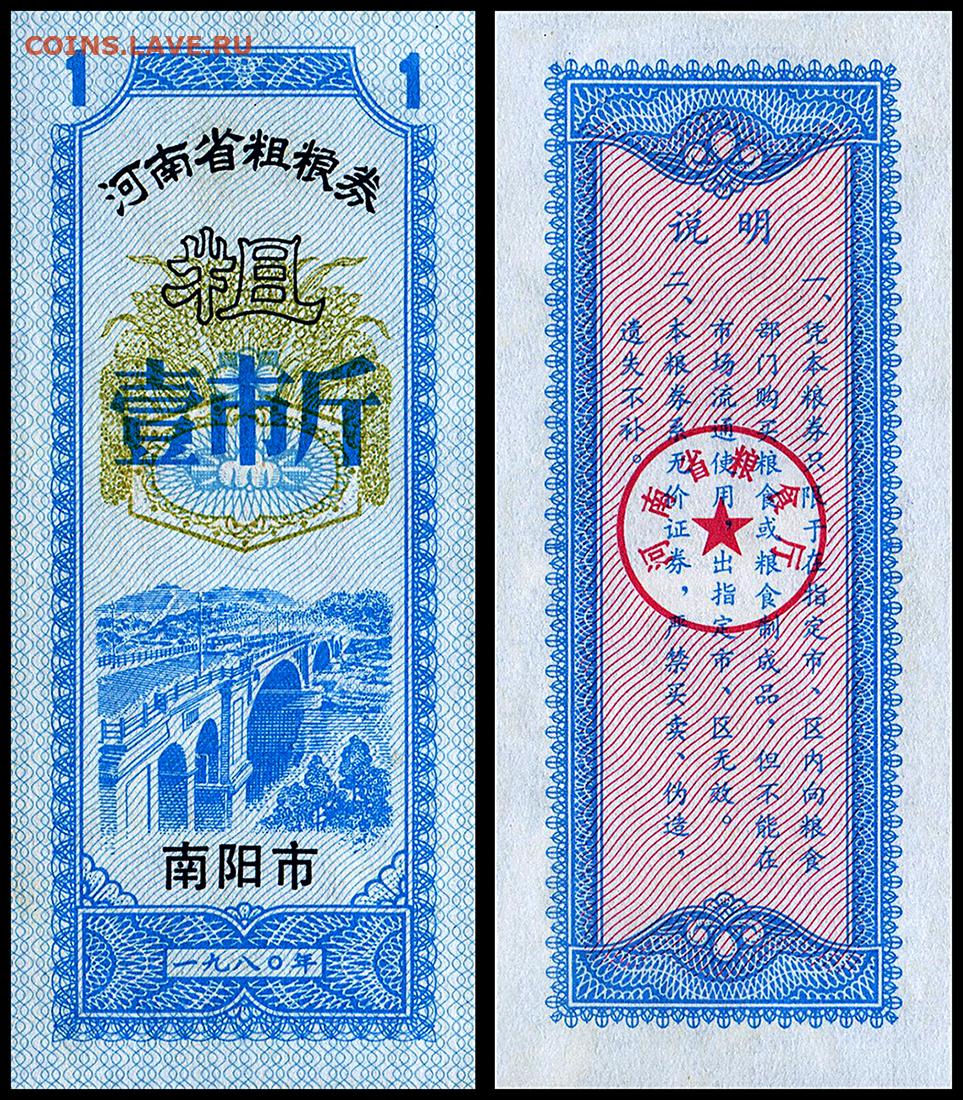 COINS.LAVE.RU
1 1
河南省粗粮券
粗
壹市斤
南阳市
一九八〇年
说明
一、凭本粮券只限于在指定市、区内向粮食
部门购买粮食或粮食制成品，但不能在
市场流通使用，出指定市、区无效。
二、本粮券系无价证券，严禁买卖、伪造，
遗失不补。
河南省粮食厅